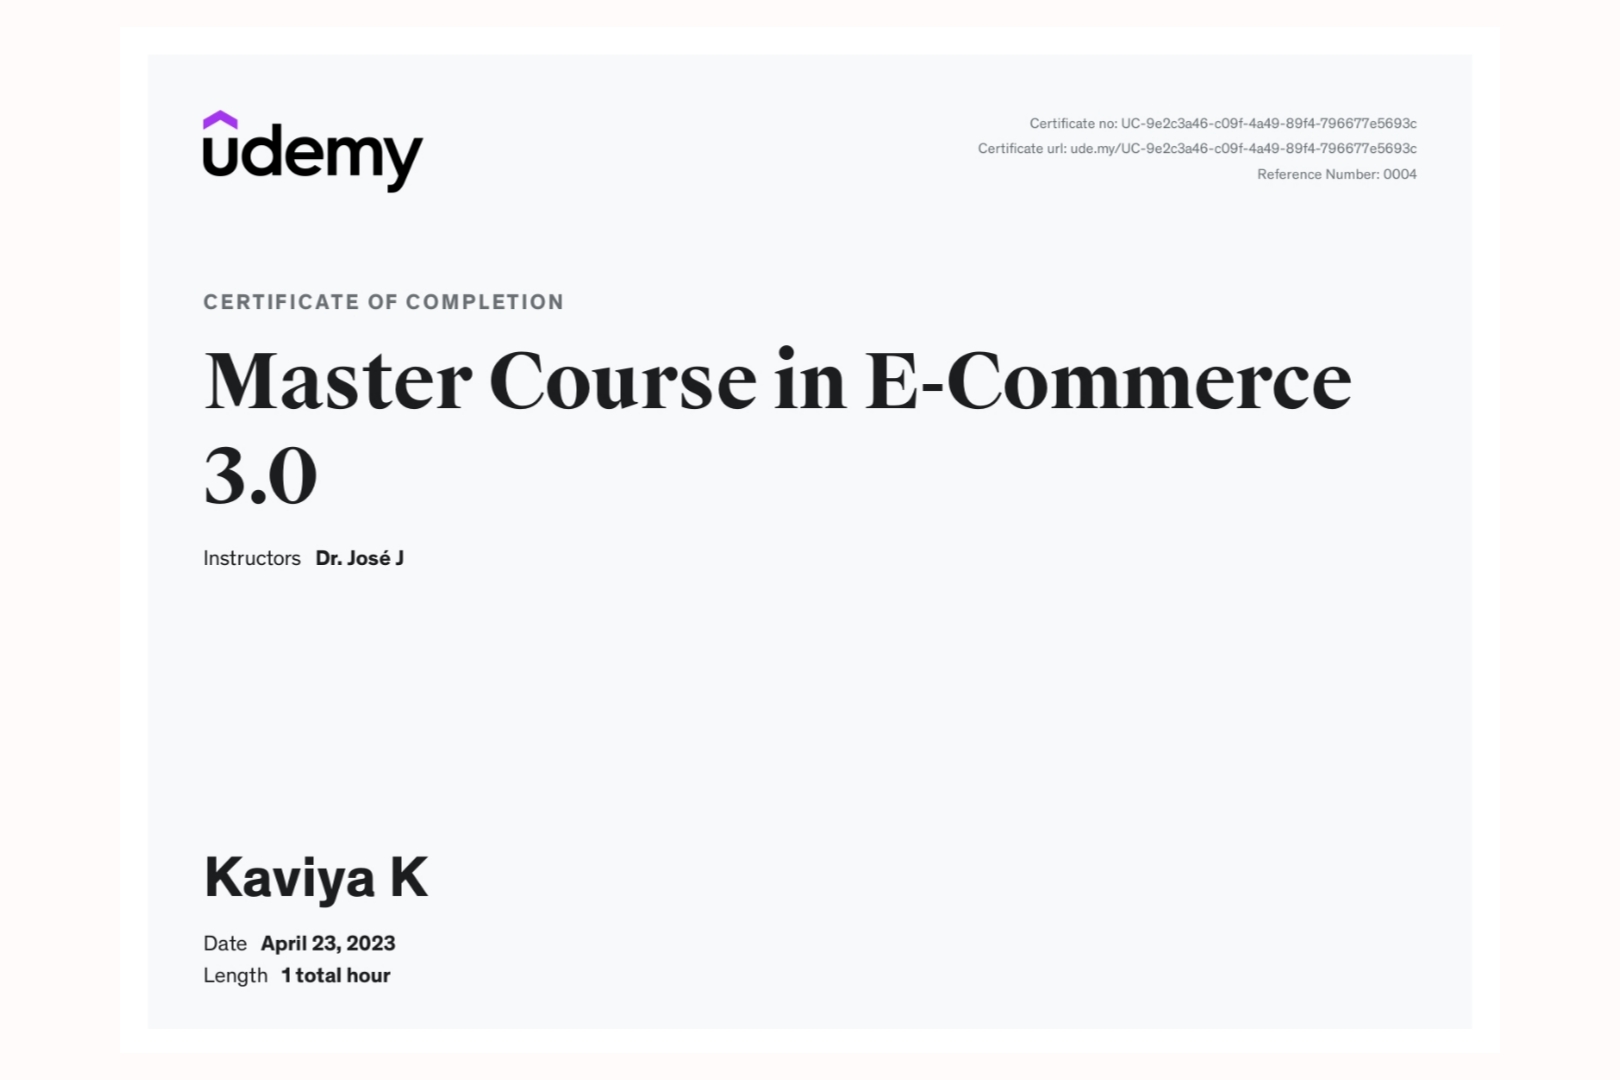 udemy
Certificate no: UC-9e2c3a46-c09f-4a49-89f4-796677e5693c
Certificate url: ude.my/UC-9e2c3a46-c09f-4a49-89f4-796677e5693c
Reference Number: 0004
CERTIFICATE OF COMPLETION
Master Course in E-Commerce
3.0
Instructors Dr. José J
Kaviya K
Date April 23, 2023
Length 1 total hour